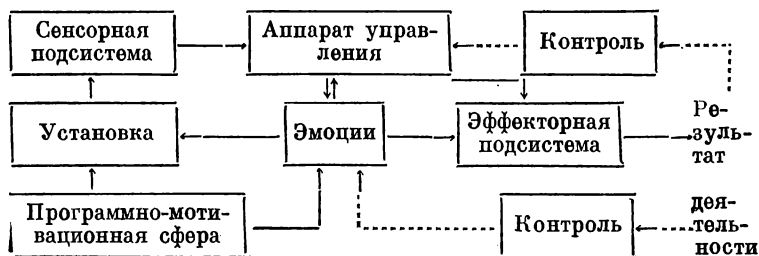 Сенсорная
подсистема
Аппарат управ-
ления
Контроль
Установка
Эмоции
Эффекторная
подсистема
Ре-
зуль-
тат
Программно-моти-
вационная сфера
Контроль
дея-
тель-
ности